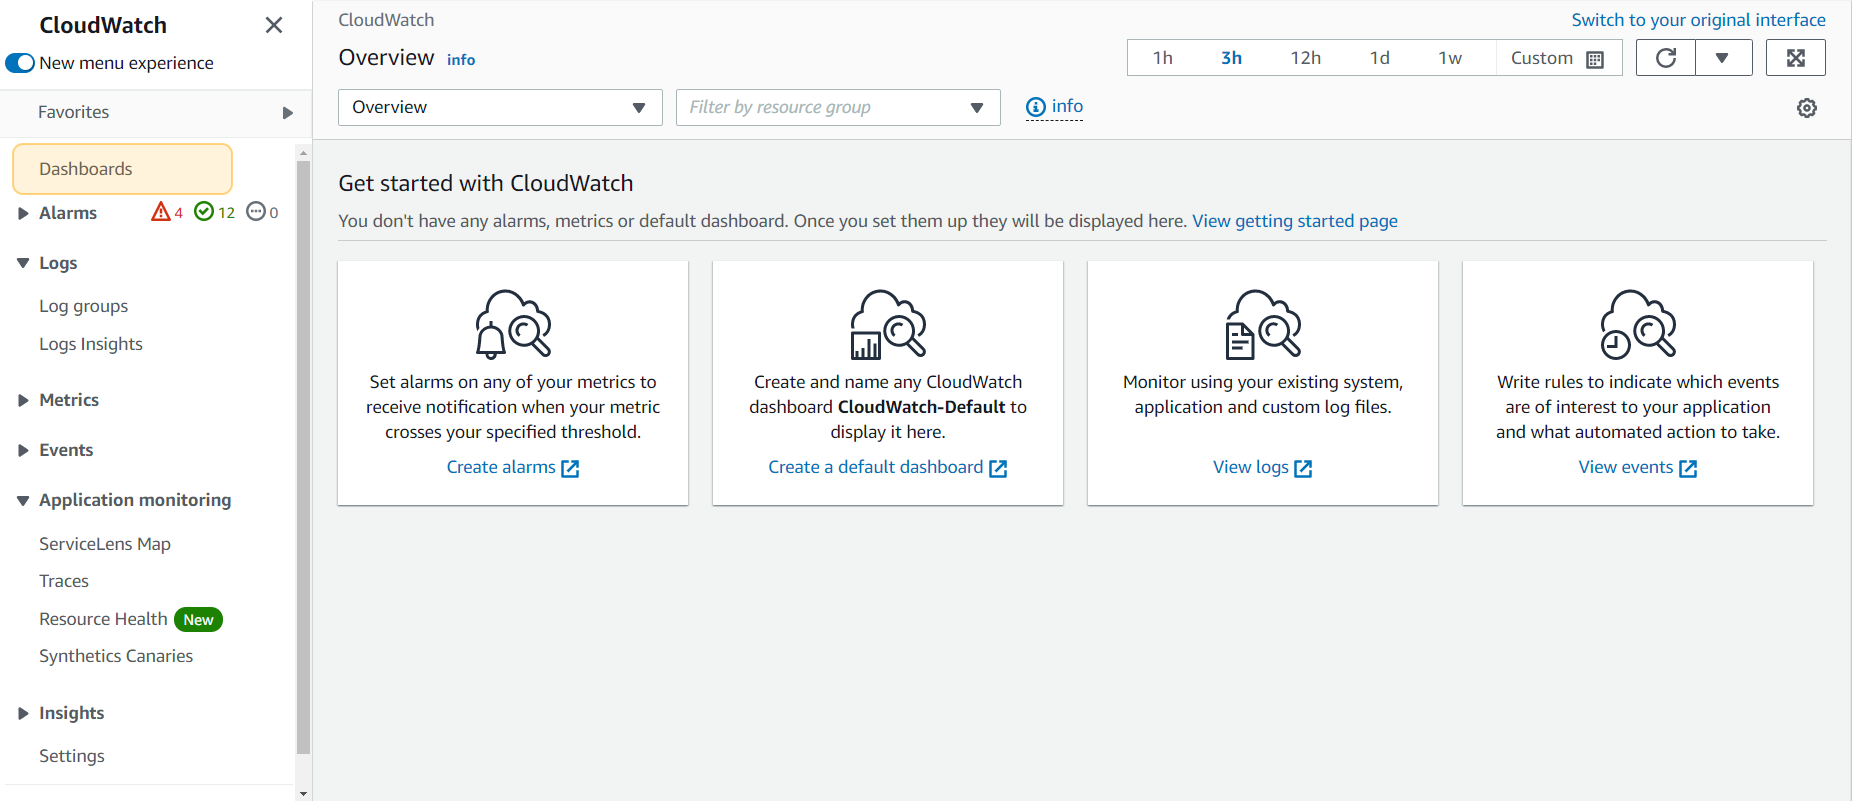 CloudWatch
New menu experience
Favorites
Dashboards
Alarms 4 12 0
Logs
Log groups
Logs Insights
Metrics
Events
Application monitoring
ServiceLens Map
Traces
Resource Health New
Synthetics Canaries
Insights
Settings
CloudWatch
Switch to your original interface
Overview info
1h 3h 12h 1d 1w Custom
Overview
Filter by resource group
info
Get started with CloudWatch
You don't have any alarms, metrics or default dashboard. Once you set them up they will be displayed here. View getting started page
Set alarms on any of your metrics to
receive notification when your metric
crosses your specified threshold.
Create alarms
Create and name any CloudWatch
dashboard CloudWatch-Default to
display it here.
Create a default dashboard
Monitor using your existing system,
application and custom log files.
View logs
Write rules to indicate which events
are of interest to your application
and what automated action to take.
View events